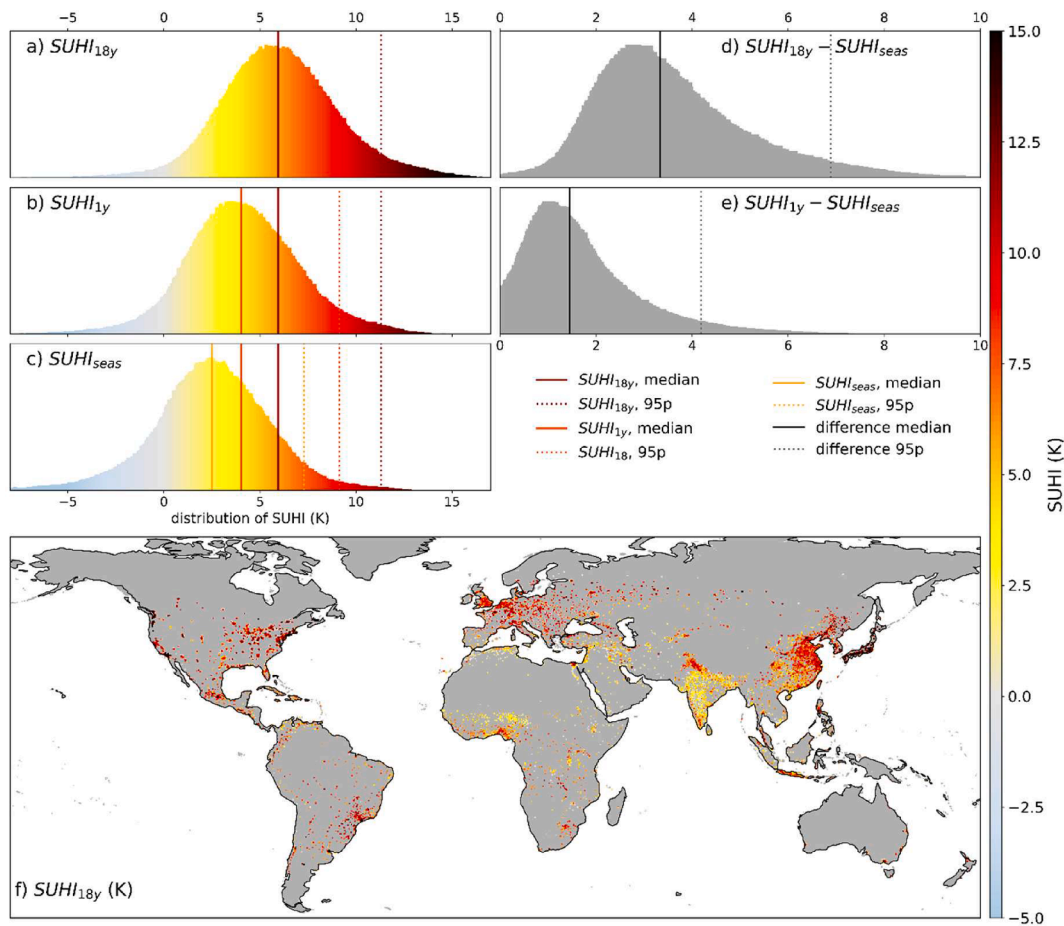 −5 0 5 10 15
0 2 4 6 8 10
a) SUHI18y
d) SUHI18y − SUHIseas
b) SUHI1y
e) SUHI1y − SUHIseas
c) SUHIseas
0 2 4 6 8 10
SUHI18y, median
SUHI18y, 95p
SUHI1y, median
SUHI18, 95p
SUHIseas, median
SUHIseas, 95p
difference median
difference 95p
−5 0 5 10 15
distribution of SUHI (K)
f) SUHI18y (K)
15.0
12.5
10.0
7.5
5.0
2.5
0.0
−2.5
−5.0
SUHI (K)